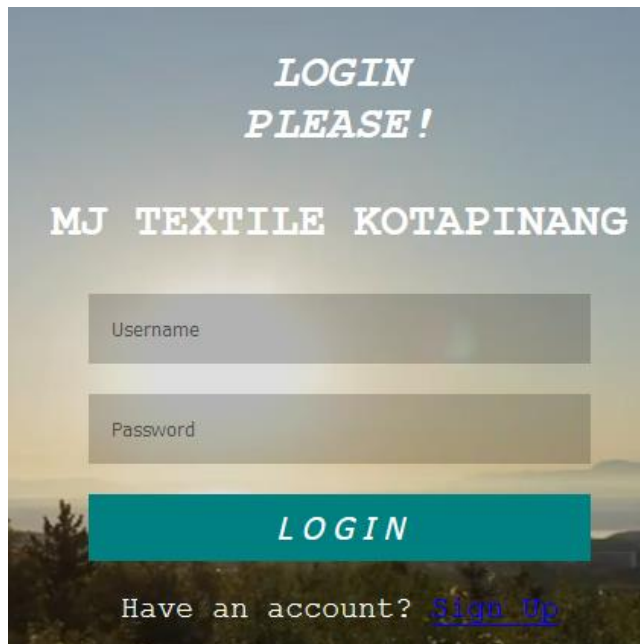 LOGIN
PLEASE!
MJ TEXTILE KOTAPINANG
Username
Password
LOGIN
Have an account? Sign Up